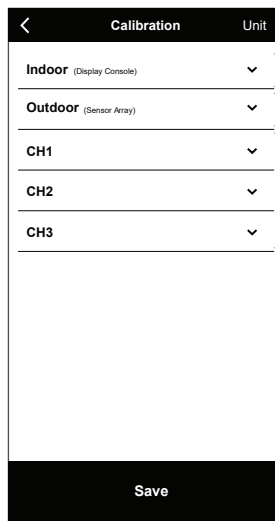 Calibration Unit
Indoor (Display Console)
Outdoor (Sensor Array)
CH1
CH2
CH3
Save